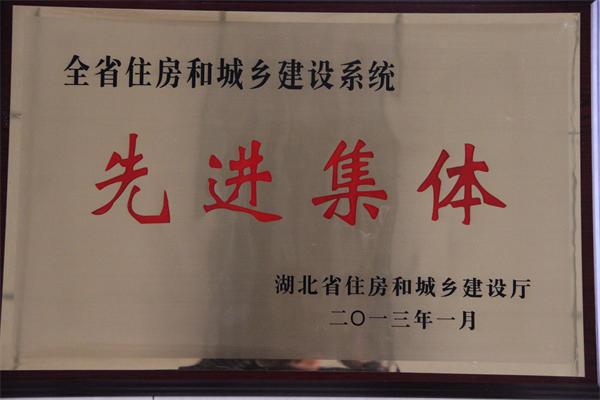 全省住房和城乡建设系统
先进集体
湖北省住房和城乡建设厅
二〇一三年一月